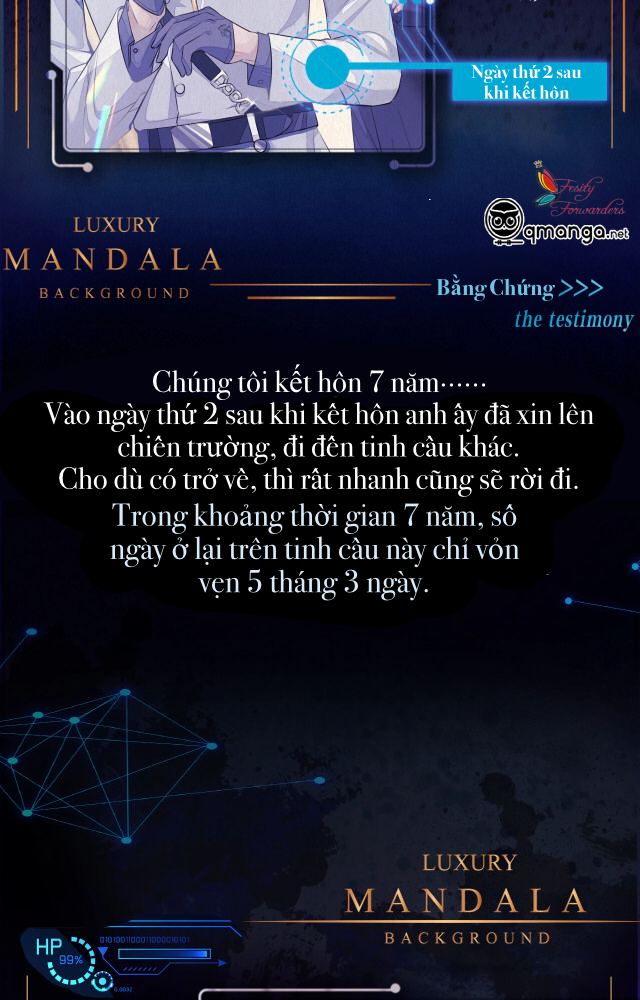 Ngày thứ 2 sau
khi kết hôn
Fesity
Forwarders
qmanga.net
LUXURY
MANDALA
BACKGROUND
Bằng Chứng >>>
the testimony
Chúng tôi kết hôn 7 năm……
Vào ngày thứ 2 sau khi kết hôn anh ấy đã xin lên
chiến trường, đi đến tinh cầu khác.
Cho dù có trở về, thì rất nhanh cũng sẽ rời đi.
Trong khoảng thời gian 7 năm, số
ngày ở lại trên tinh cầu này chỉ vỏn
vẹn 5 tháng 3 ngày.
LUXURY
MANDALA
BACKGROUND
HP
99%